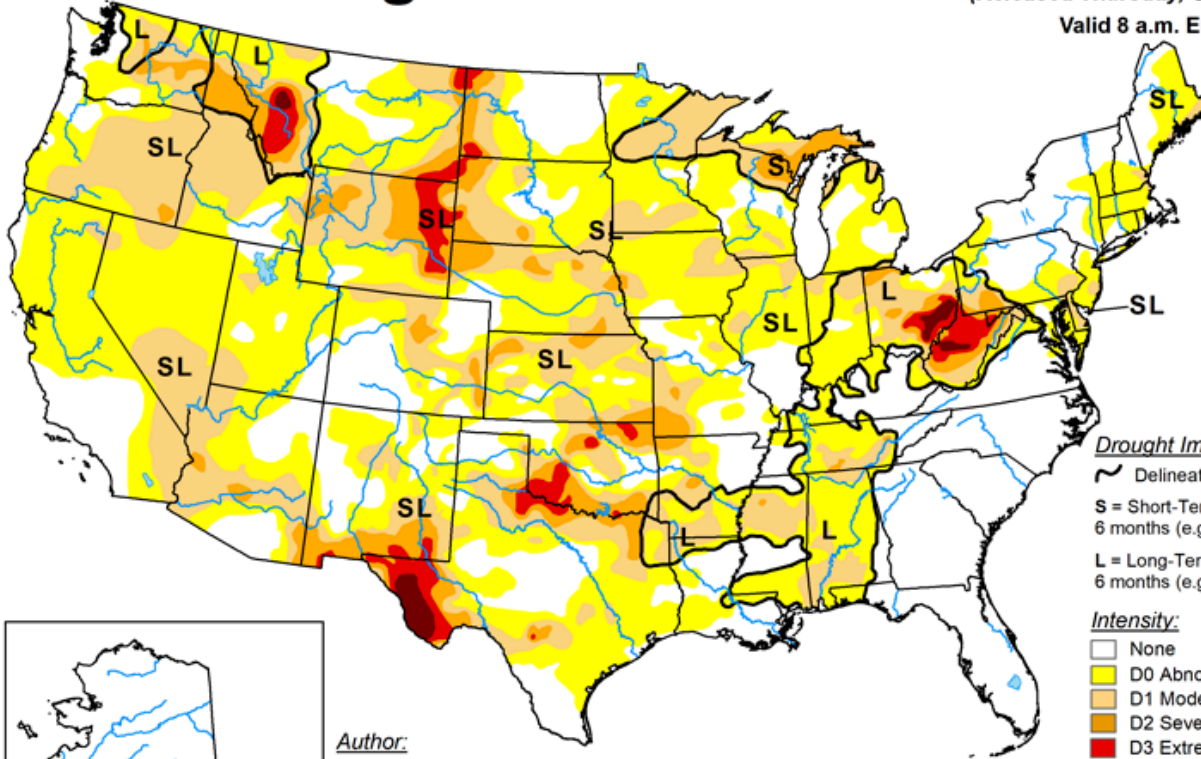 Valid 8 a.m. E
L
L
SL
SL
S
SL
SL
L
SL
SL
SL
SL
SL
L
L
Drought Im
Delineat
S = Short-Ter
6 months (e.g
L = Long-Ter
6 months (e.g
Intensity:
None
D0 Abno
D1 Mode
D2 Seve
D3 Extre
Author: